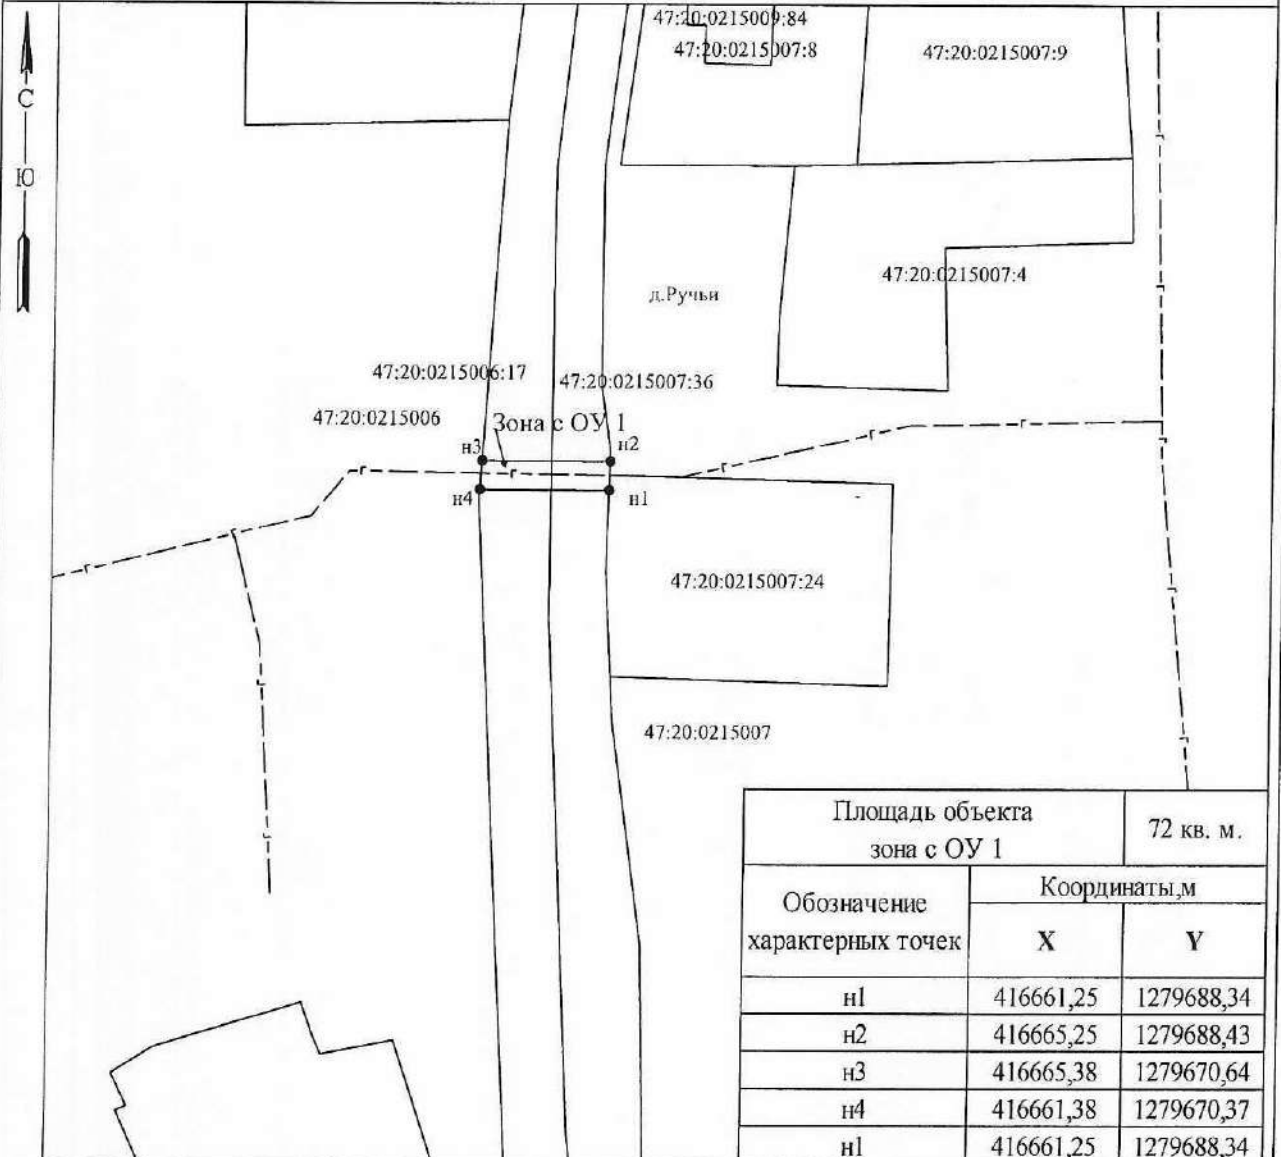 47:20:0215009:84
47:20:0215007:8
47:20:0215007:9
С
Ю
47:20:0215007:4
д.Ручьи
47:20:0215006:17
47:20:0215007:36
47:20:0215006
Зона с ОУ 1
н3
н2
н4
н1
47:20:0215007:24
47:20:0215007
Площадь объекта
зона с ОУ 1
72 кв. м.
Обозначение
характерных точек
Координаты,м
X
Y
н1 416661,25 1279688,34
н2 416665,25 1279688,43
н3 416665,38 1279670,64
н4 416661,38 1279670,37
н1 416661,25 1279688,34